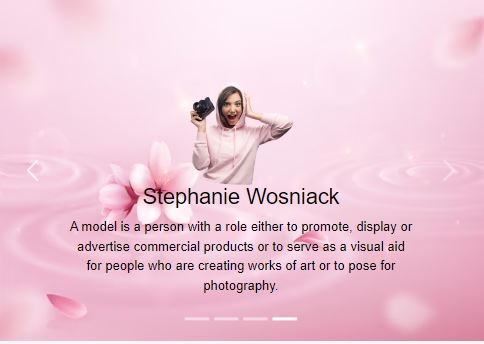 Stephanie Wosniack
A model is a person with a role either to promote, display or
advertise commercial products or to serve as a visual aid
for people who are creating works of art or to pose for
photography.